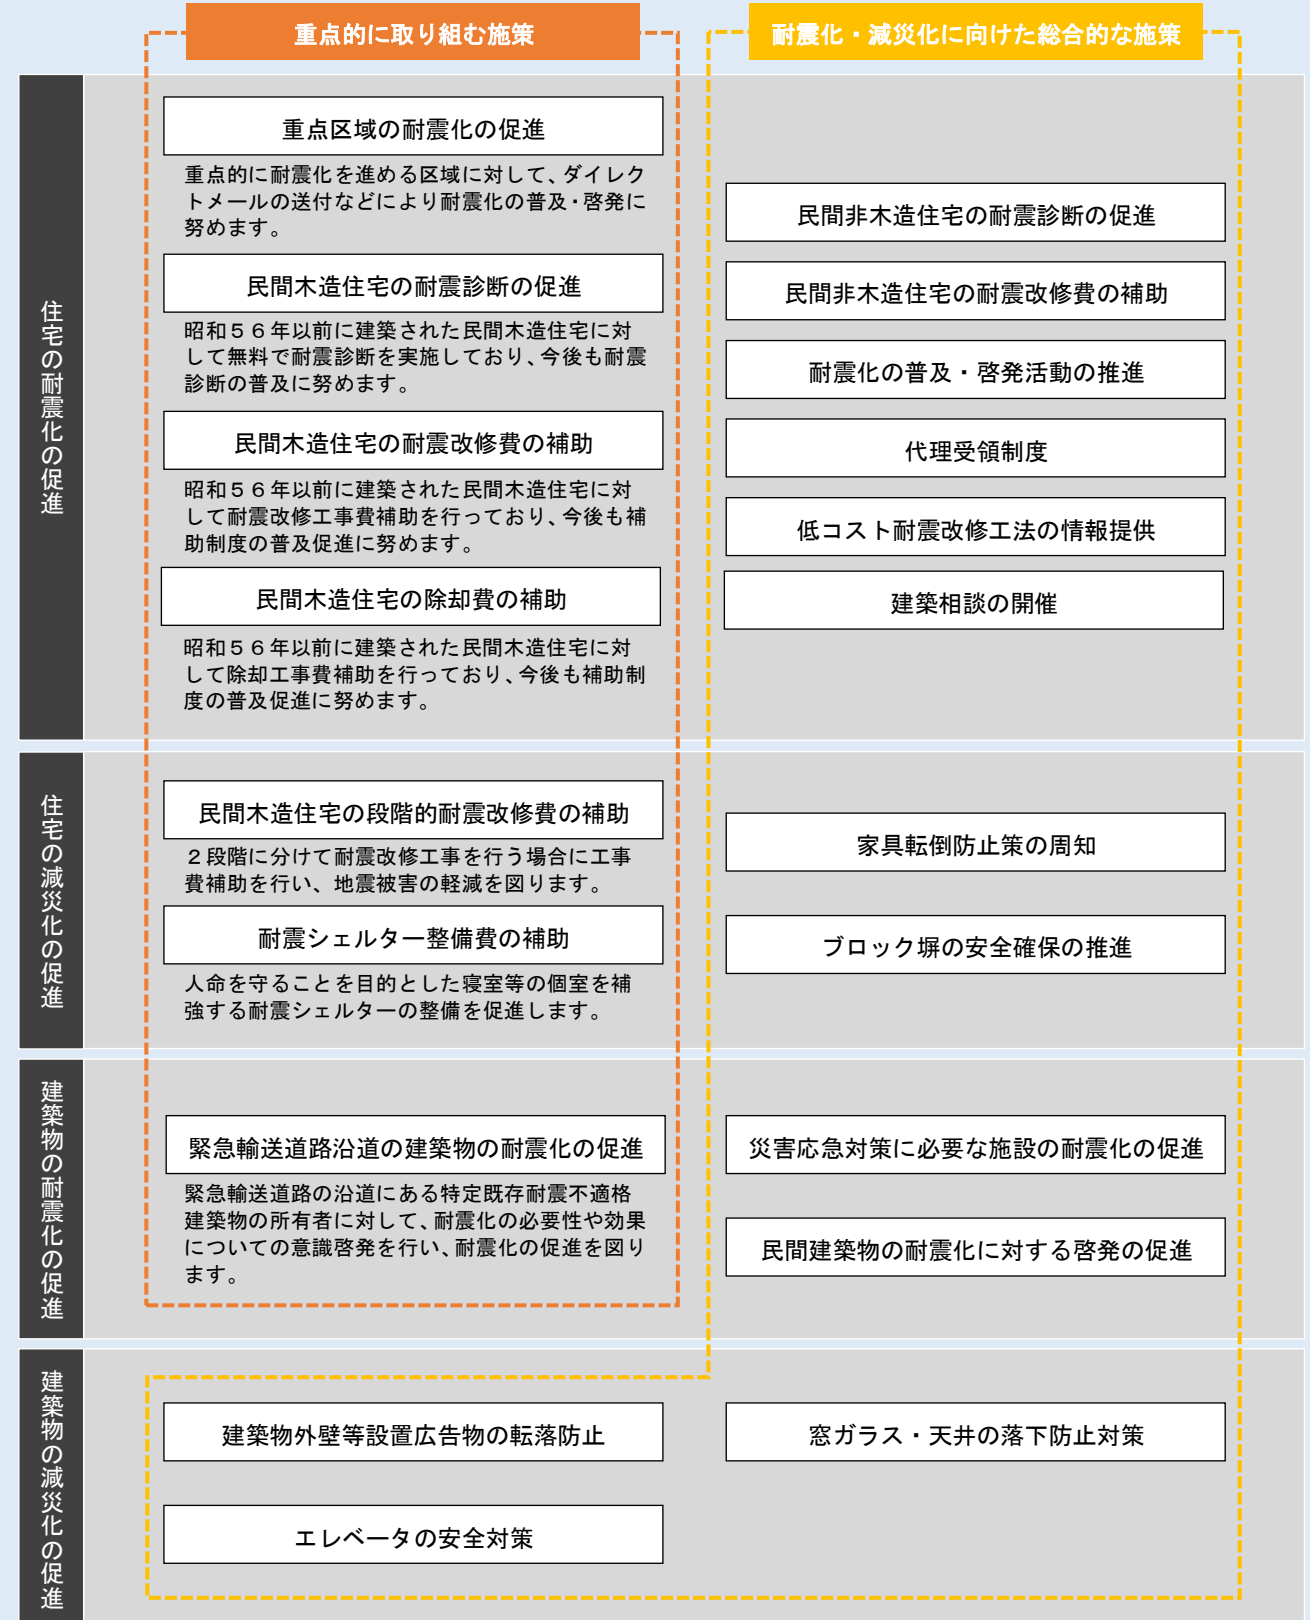 重点的に取り組む施策
耐震化・減災化に向けた総合的な施策
住宅の耐震化の促進
重点区域の耐震化の促進
重点的に耐震化を進める区域に対して、ダイレク
トメールの送付などにより耐震化の普及・啓発に
努めます。
民間木造住宅の耐震診断の促進
昭和５６年以前に建築された民間木造住宅に対
して無料で耐震診断を実施しており、今後も耐震
診断の普及に努めます。
民間木造住宅の耐震改修費の補助
昭和５６年以前に建築された民間木造住宅に対
して耐震改修工事費補助を行っており、今後も補
助制度の普及促進に努めます。
民間木造住宅の除却費の補助
昭和５６年以前に建築された民間木造住宅に対
して除却工事費補助を行っており、今後も補助制
度の普及促進に努めます。
民間非木造住宅の耐震診断の促進
民間非木造住宅の耐震改修費の補助
耐震化の普及・啓発活動の推進
代理受領制度
低コスト耐震改修工法の情報提供
建築相談の開催
住宅の減災化の促進
民間木造住宅の段階的耐震改修費の補助
２段階に分けて耐震改修工事を行う場合に工事
費補助を行い、地震被害の軽減を図ります。
耐震シェルター整備費の補助
人命を守ることを目的とした寝室等の個室を補
強する耐震シェルターの整備を促進します。
家具転倒防止策の周知
ブロック塀の安全確保の推進
建築物の耐震化の促進
緊急輸送道路沿道の建築物の耐震化の促進
緊急輸送道路の沿道にある特定既存耐震不適格
建築物の所有者に対して、耐震化の必要性や効果
についての意識啓発を行い、耐震化の促進を図り
ます。
災害応急対策に必要な施設の耐震化の促進
民間建築物の耐震化に対する啓発の促進
建築物の減災化の促進
建築物外壁等設置広告物の転落防止
窓ガラス・天井の落下防止対策
エレベータの安全対策